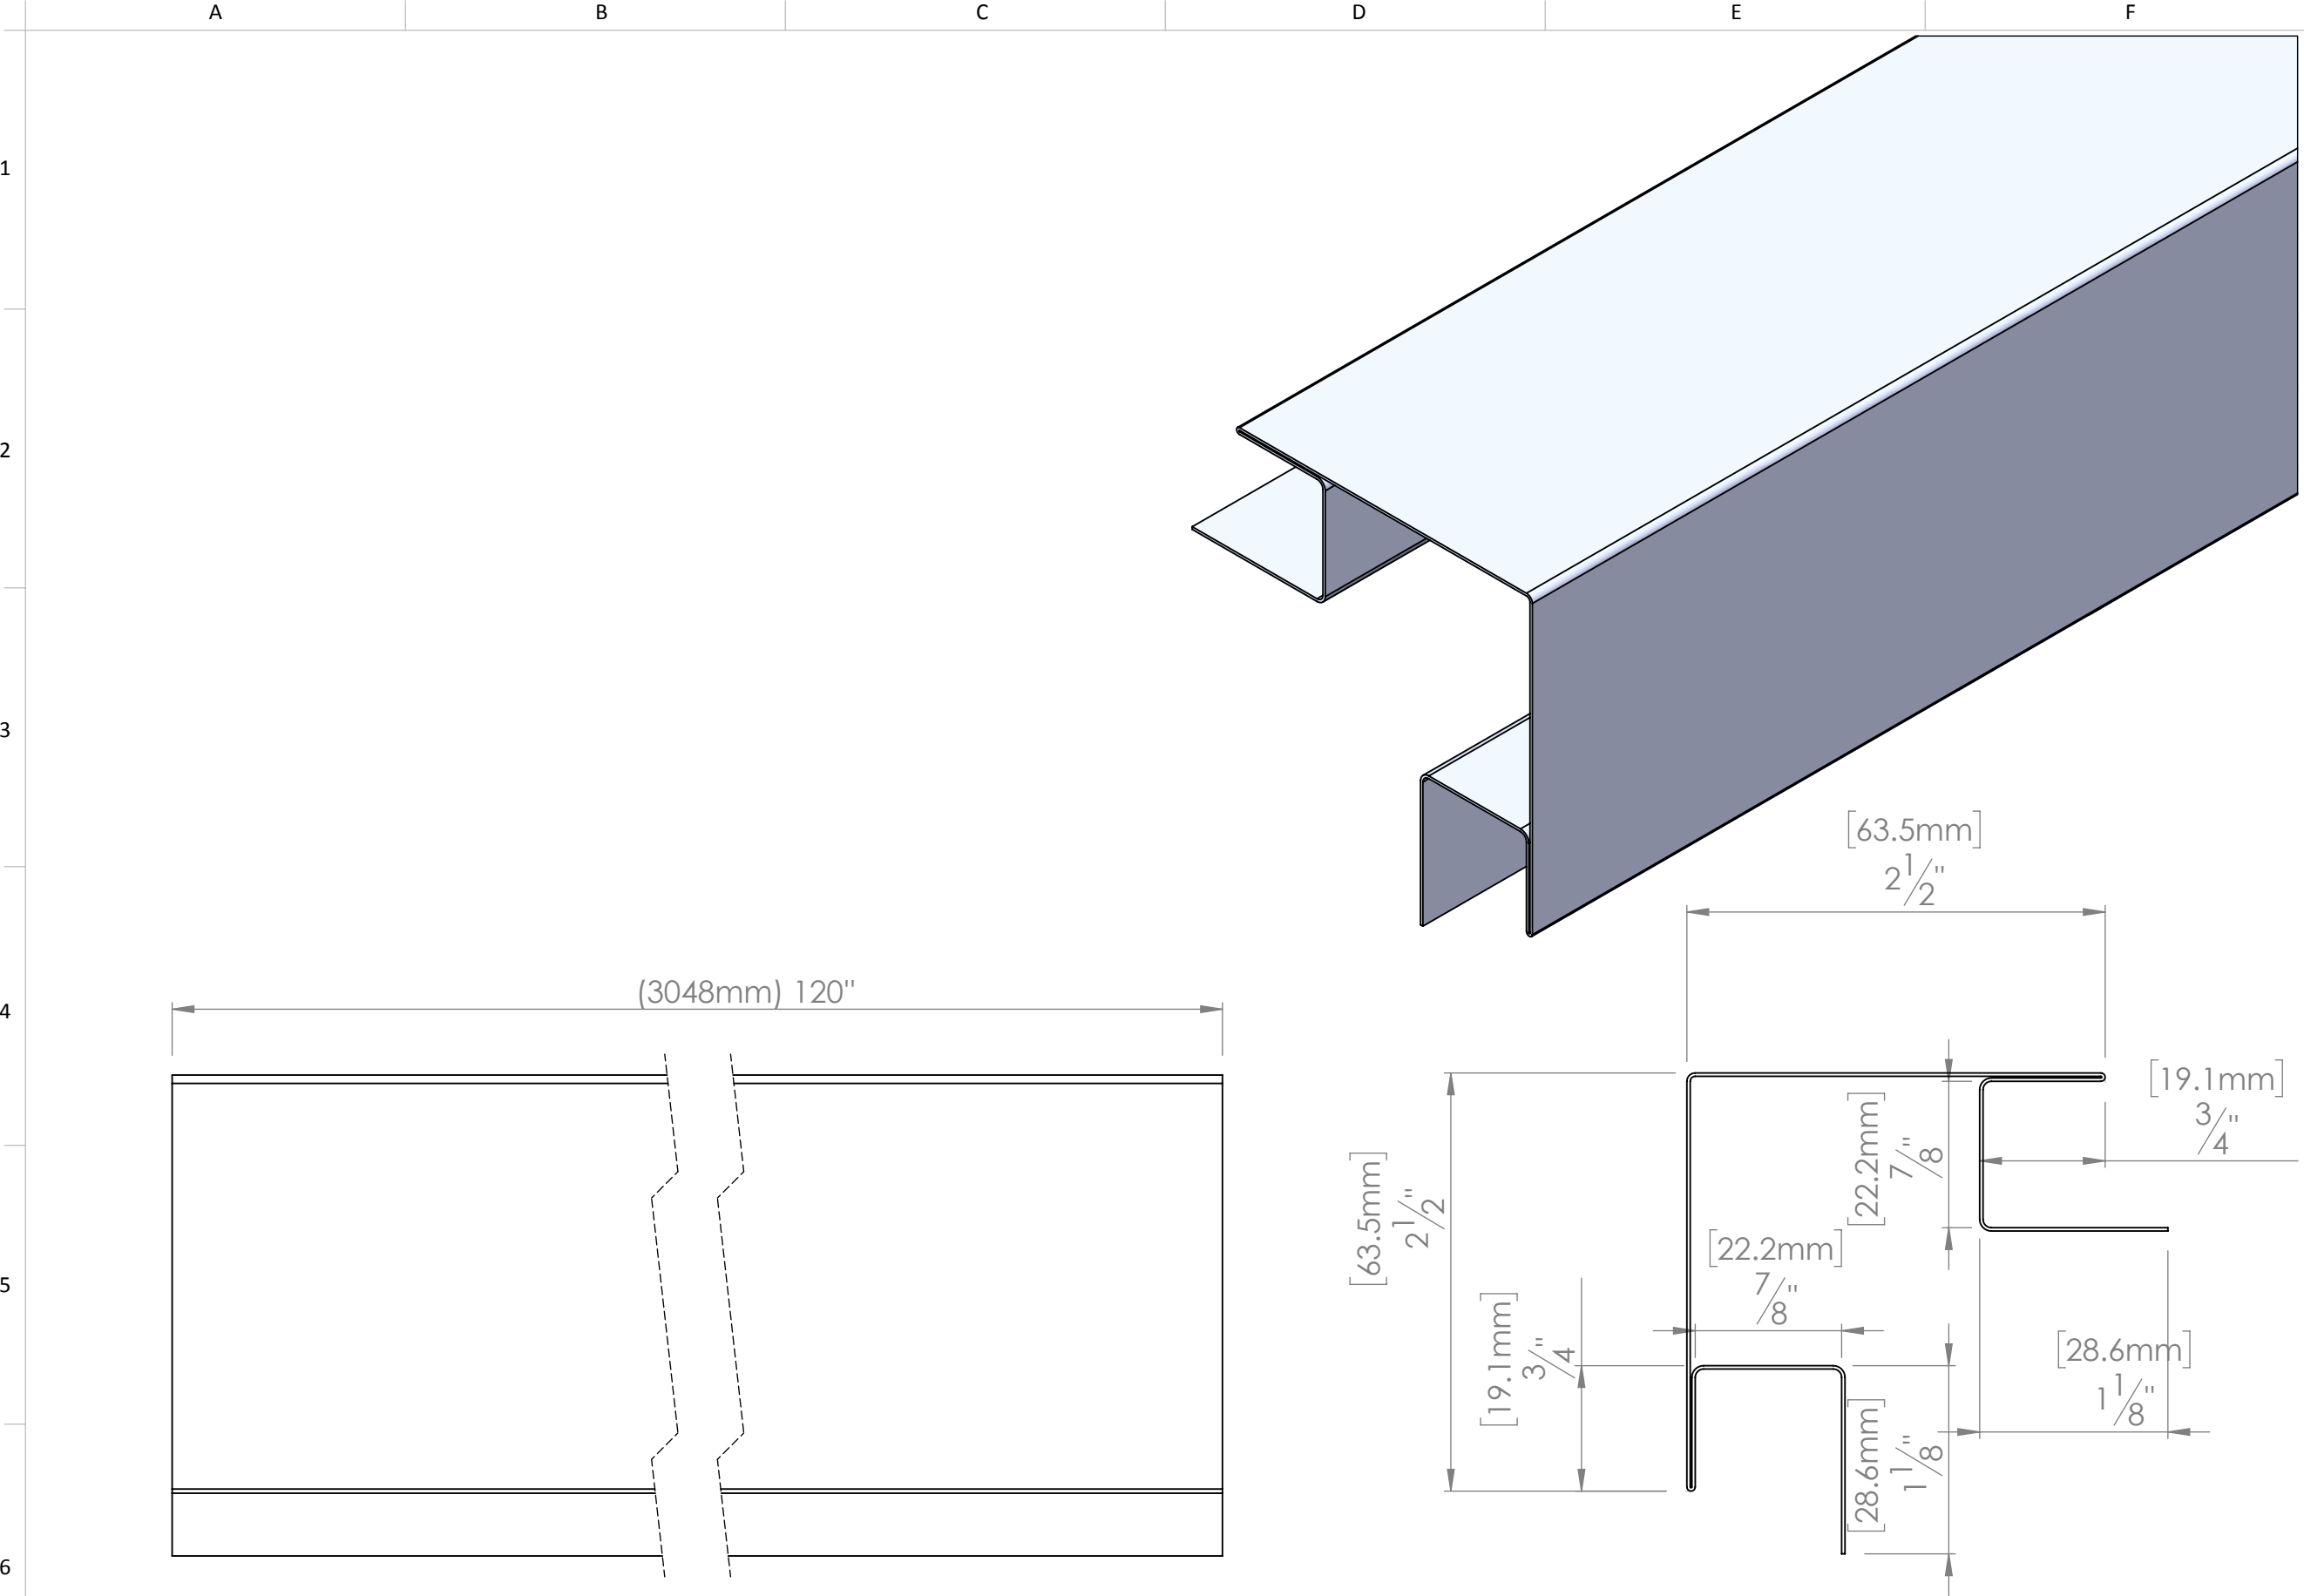 A B C D E F
1
2
3
[63.5mm]
2 1/2"
4
(3048mm) 120"
[19.1mm]
3/4"
[22.2mm]
7/8"
[63.5mm]
2 1/2"
5
[22.2mm]
7/8"
[19.1mm]
3/4"
[28.6mm]
1 1/8"
[28.6mm]
1 1/8"
6